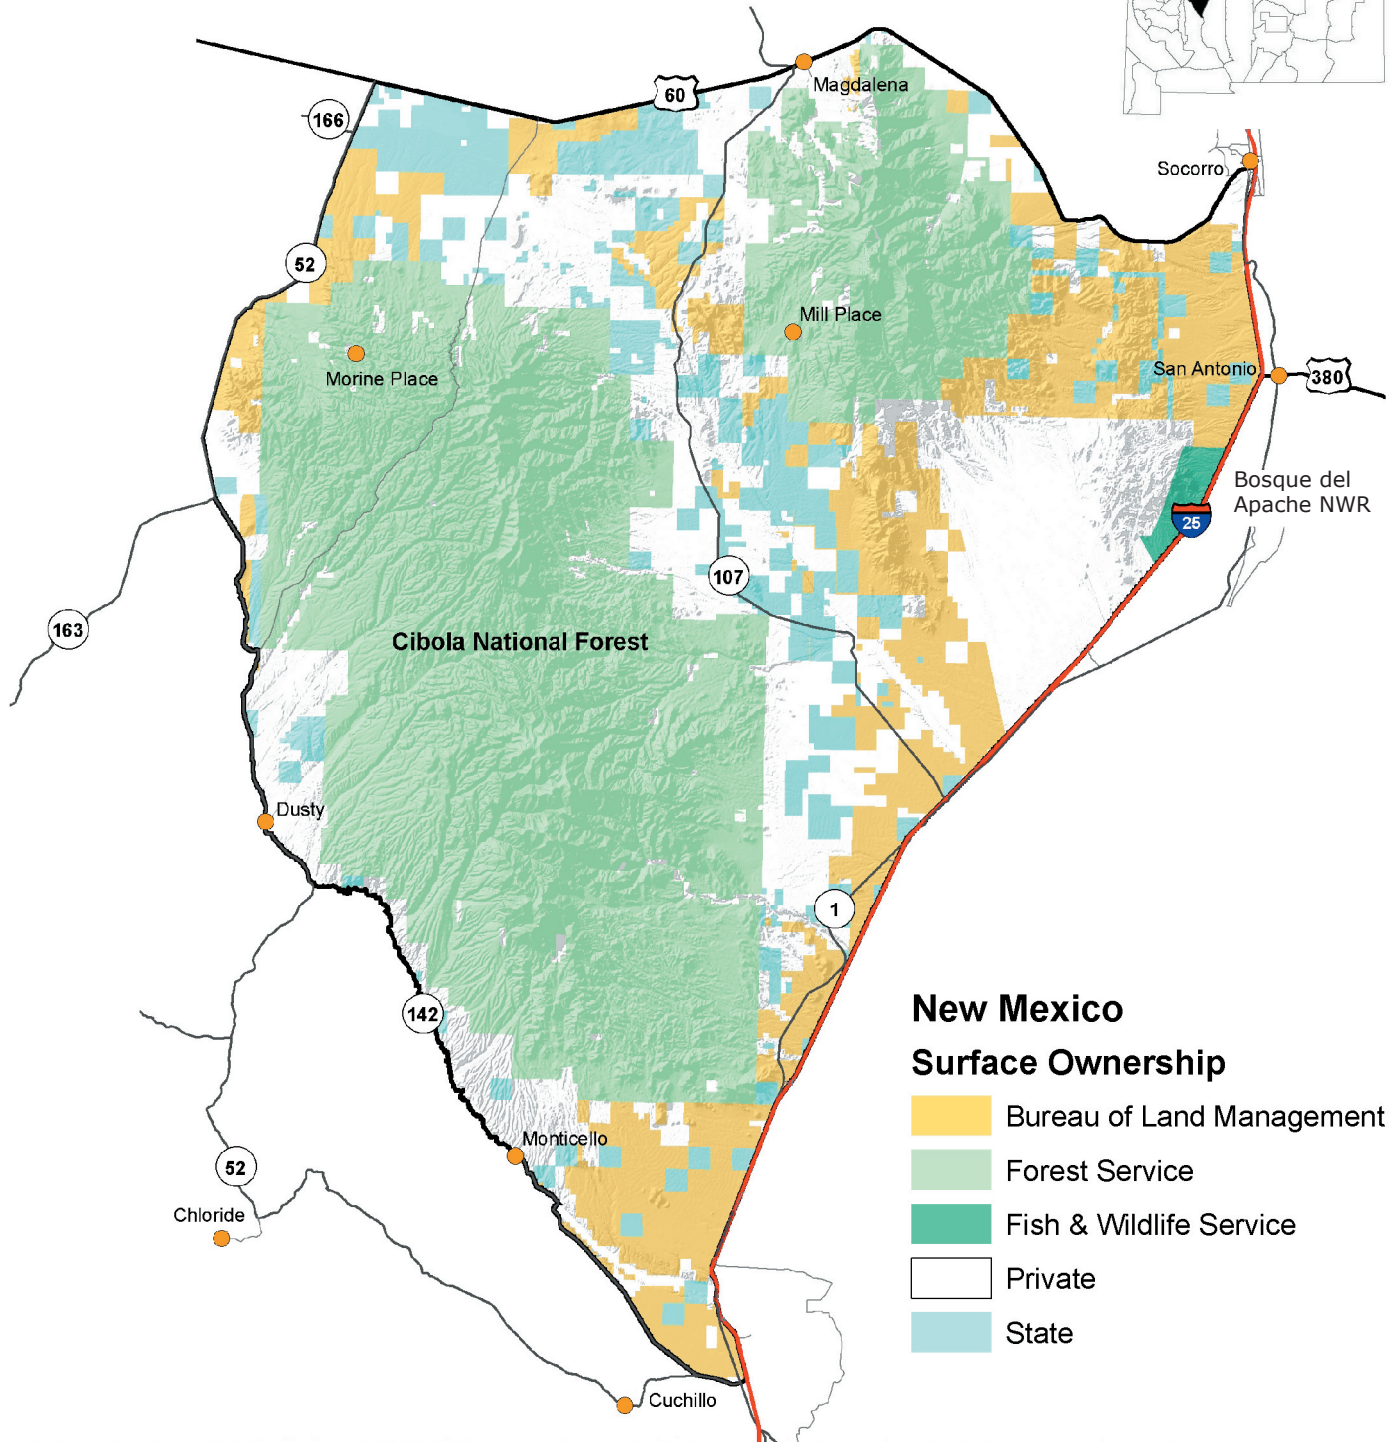 Magdalena
60
166
Socorro
52
Mill Place
Morine Place
San Antonio
380
Bosque del
Apache NWR
25
107
163
Cibola National Forest
Dusty
1
142
New Mexico
Surface Ownership
Bureau of Land Management
Forest Service
Fish & Wildlife Service
Private
State
Monticello
52
Chloride
Cuchillo